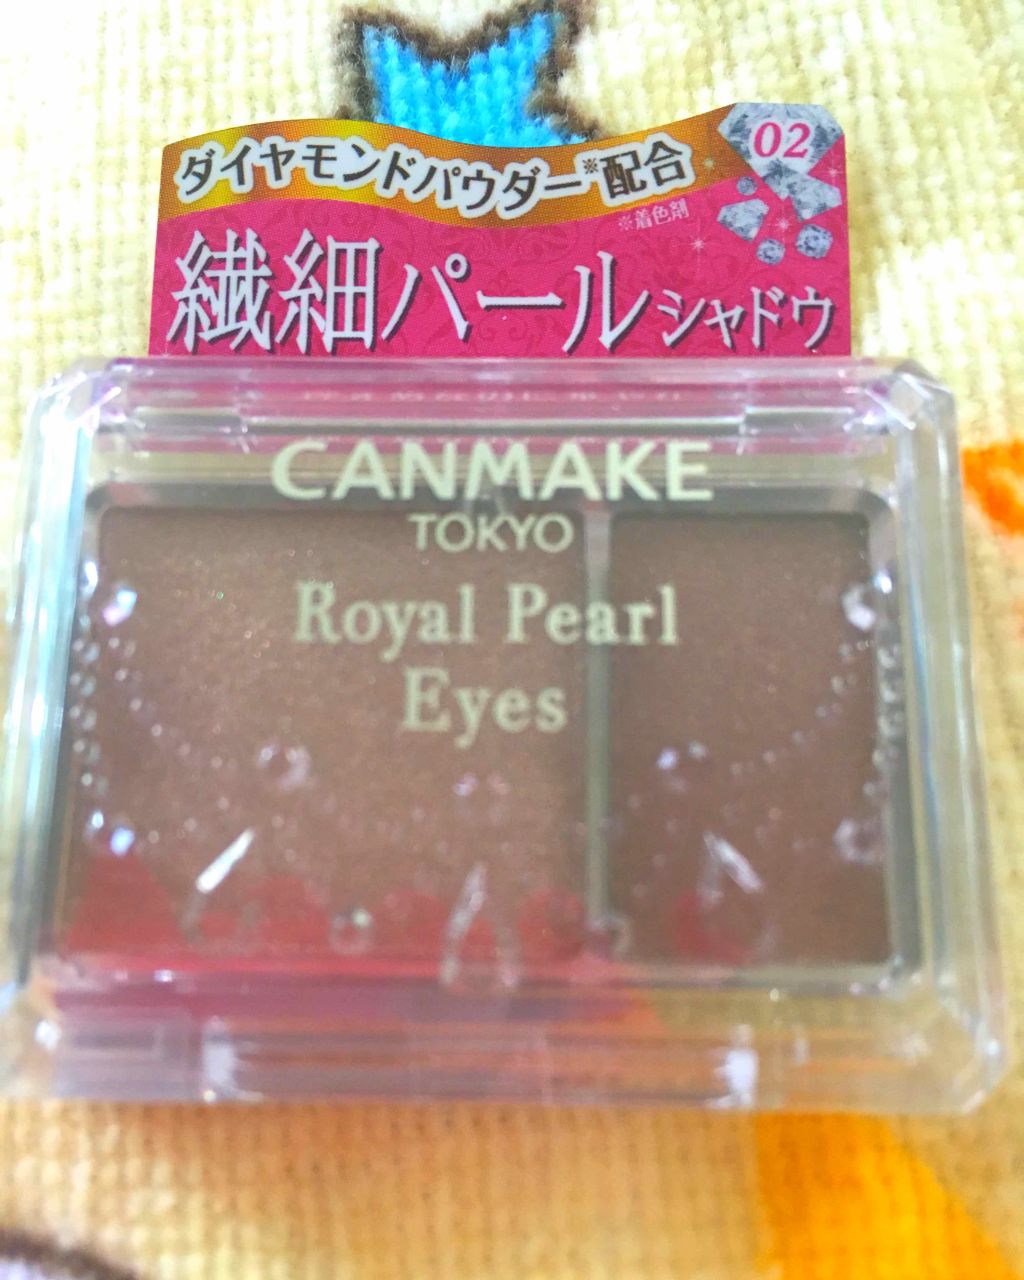 ダイヤモンドパウダー※配合
02
※着色剤
繊細パールシャドウ
CANMAKE
TOKYO
Royal Pearl
Eyes